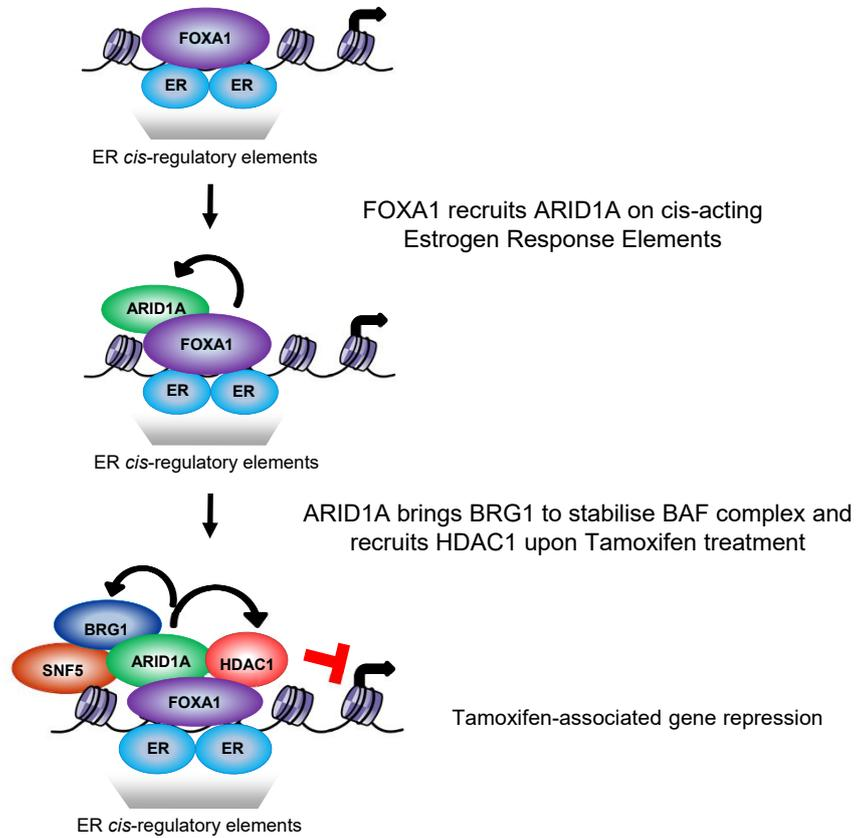 FOXA1
ER ER
ER cis-regulatory elements
FOXA1 recruits ARID1A on cis-acting
Estrogen Response Elements
ARID1A
FOXA1
ER ER
ER cis-regulatory elements
ARID1A brings BRG1 to stabilise BAF complex and
recruits HDAC1 upon Tamoxifen treatment
BRG1
SNF5 ARID1A HDAC1
FOXA1
Tamoxifen-associated gene repression
ER ER
ER cis-regulatory elements